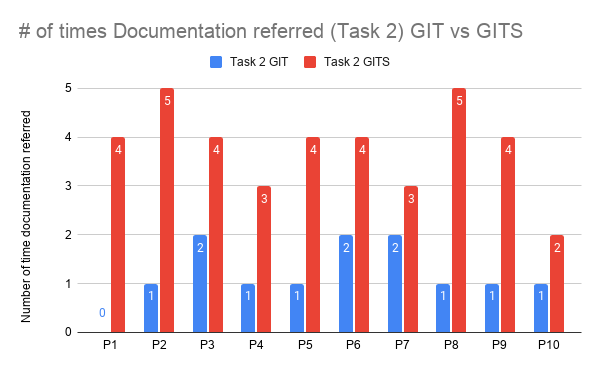 # of times Documentation referred (Task 2) GIT vs GITS
Task 2 GIT Task 2 GITS
Number of time documentation referred
5
4
3
2
1
0
0 4 1 5 2 4 1 3 1 4 2 4 2 3 1 5 1 4 1 2
P1 P2 P3 P4 P5 P6 P7 P8 P9 P10